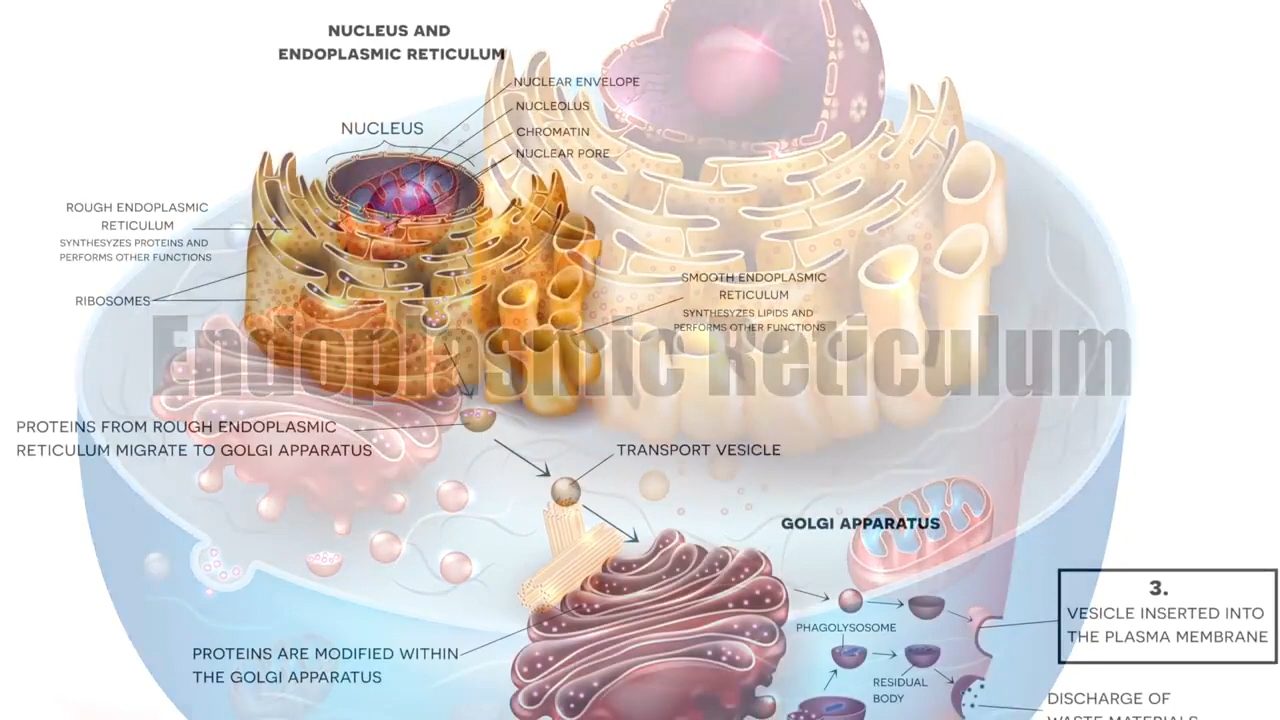 NUCLEUS AND
ENDOPLASMIC RETICULUM
NUCLEAR ENVELOPE
NUCLEOLUS
CHROMATIN
NUCLEAR PORE
NUCLEUS
ROUGH ENDOPLASMIC
RETICULUM
SYNTHESYZES PROTEINS AND
PERFORMS OTHER FUNCTIONS
RIBOSOMES
SMOOTH ENDOPLASMIC
RETICULUM
SYNTHESYZES LIPIDS AND
PERFORMS OTHER FUNCTIONS
Endoplasmic Reticulum
PROTEINS FROM ROUGH ENDOPLASMIC
RETICULUM MIGRATE TO GOLGI APPARATUS
TRANSPORT VESICLE
GOLGI APPARATUS
3.
VESICLE INSERTED INTO
THE PLASMA MEMBRANE
PHAGOLYSOSOME
PROTEINS ARE MODIFIED WITHIN
THE GOLGI APPARATUS
RESIDUAL
BODY
DISCHARGE OF
WASTE MATERIALS